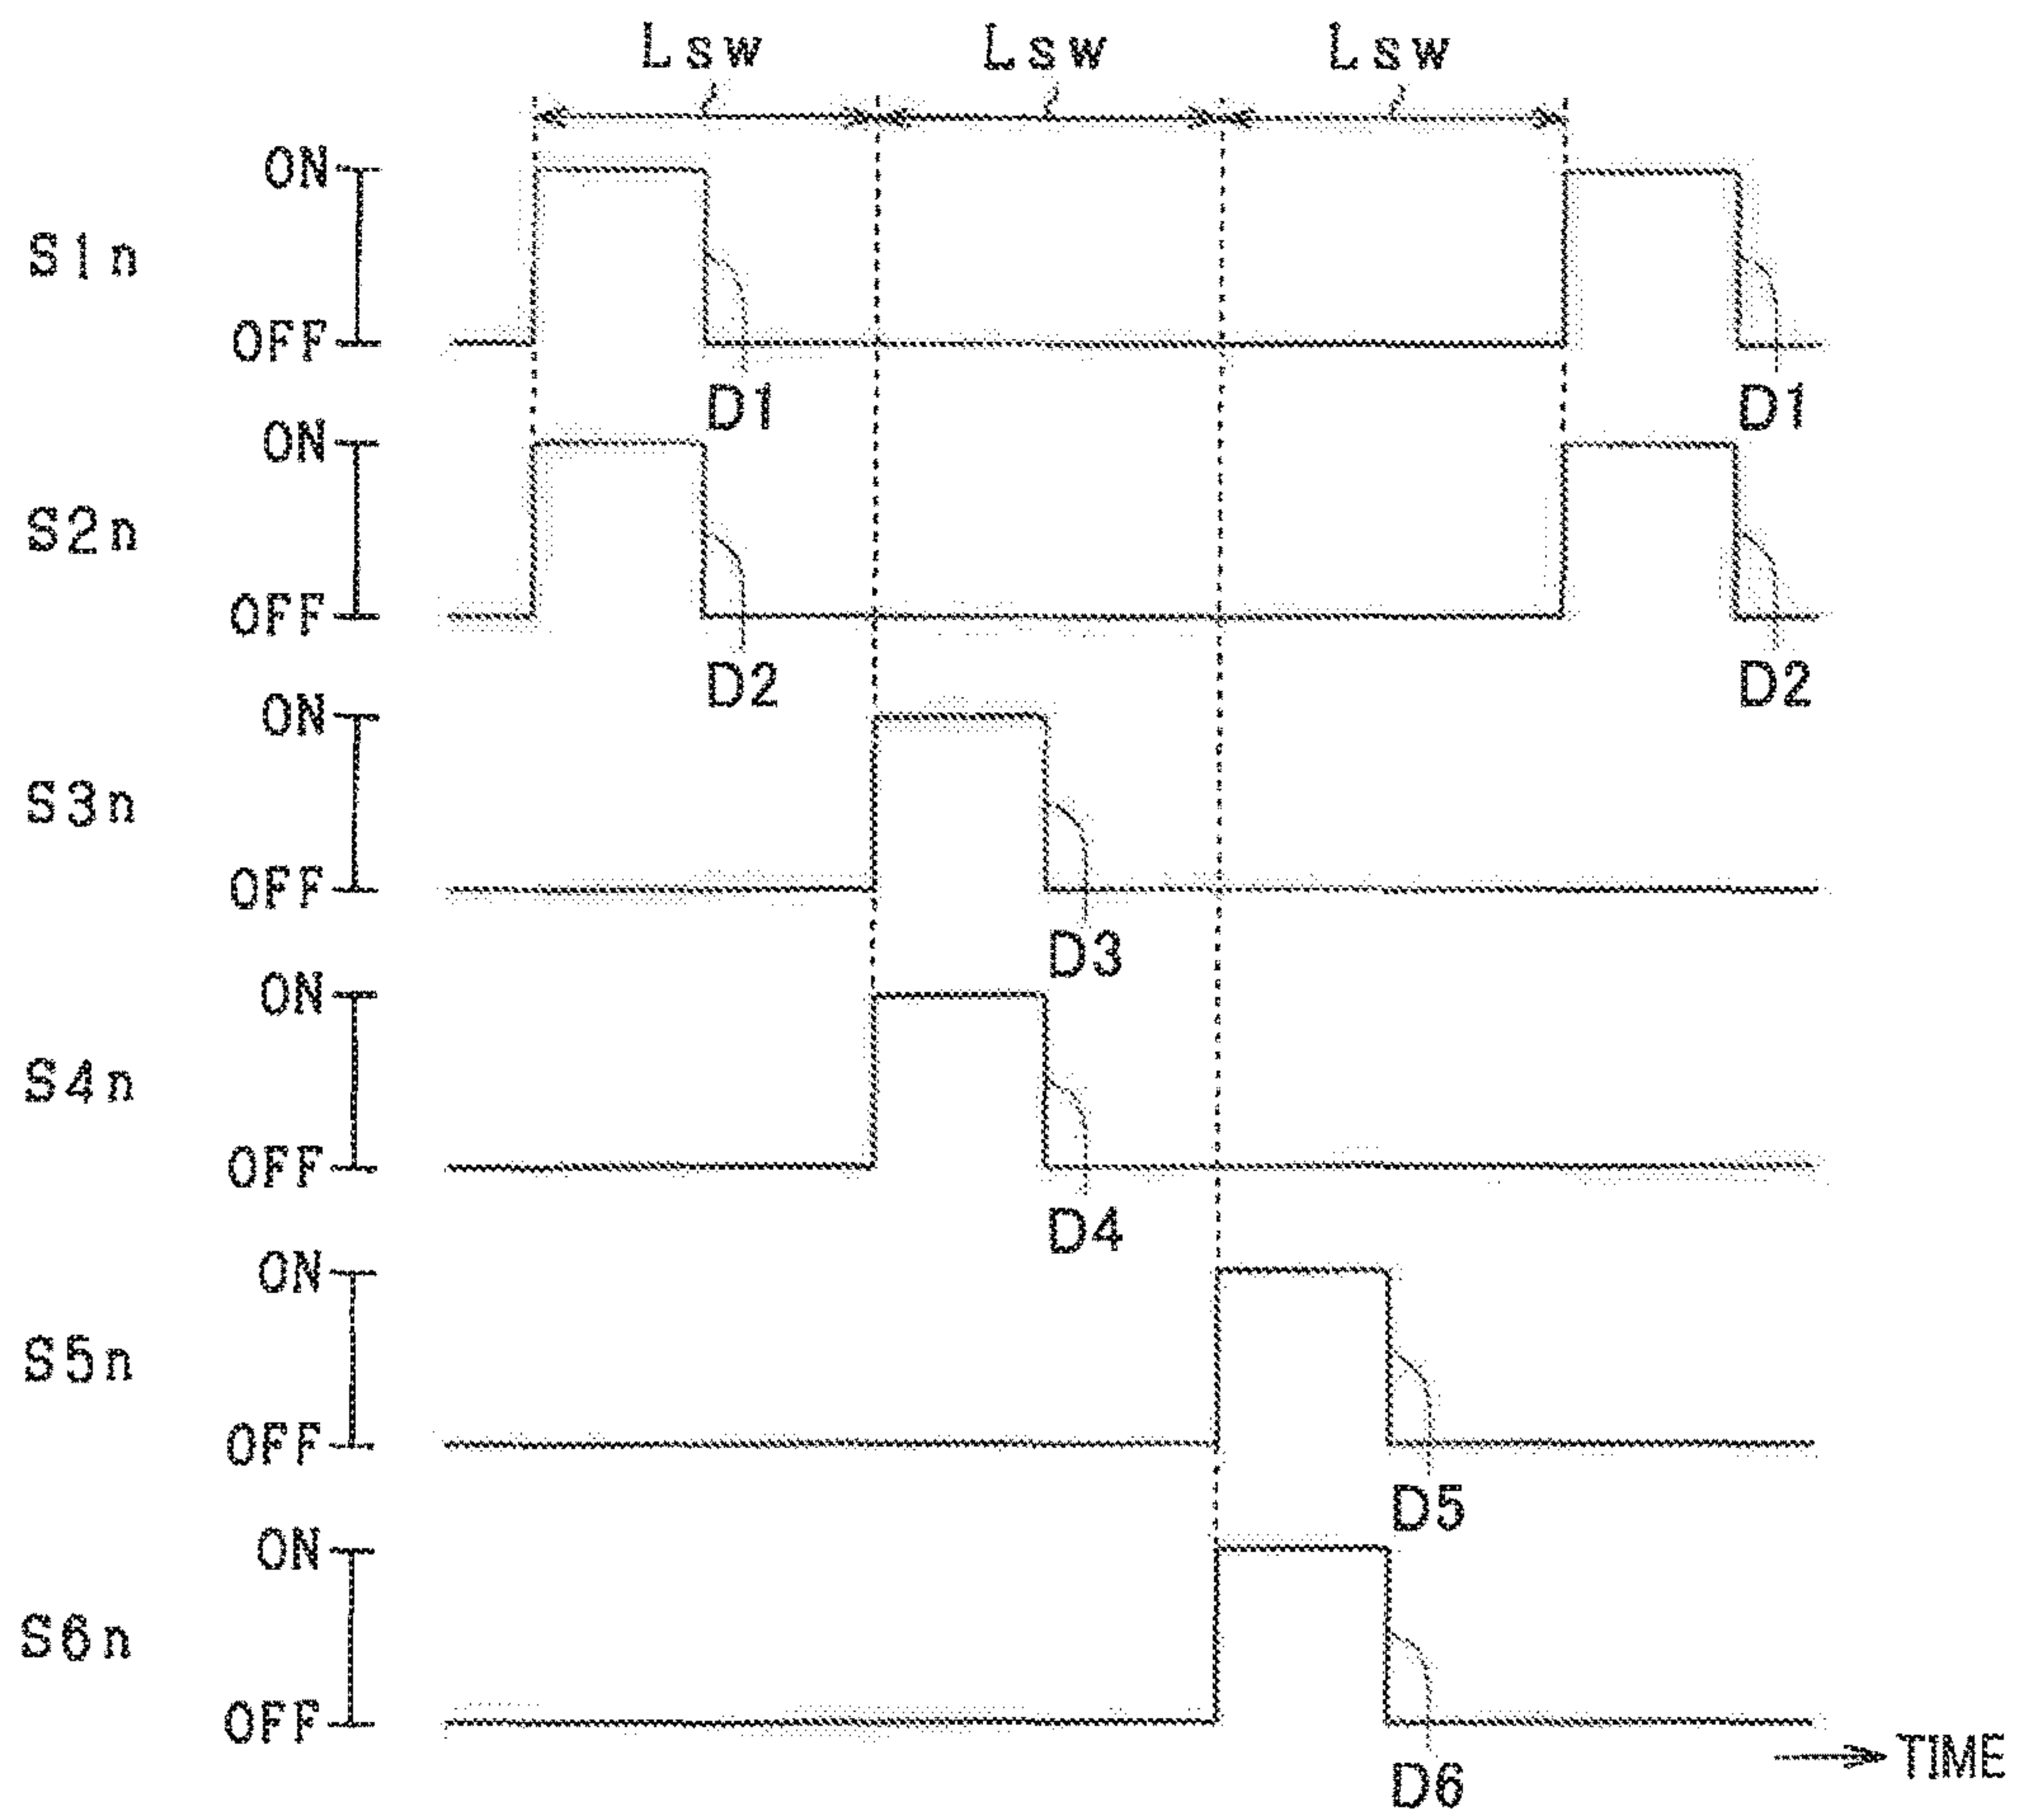 Lsw Lsw Lsw
ON
S1n
OFF
D1 D1
ON
S2n
OFF
D2 D2
ON
S3n
OFF
D3
ON
S4n
OFF
D4
ON
S5n
OFF
D5
ON
S6n
OFF
TIME
D6